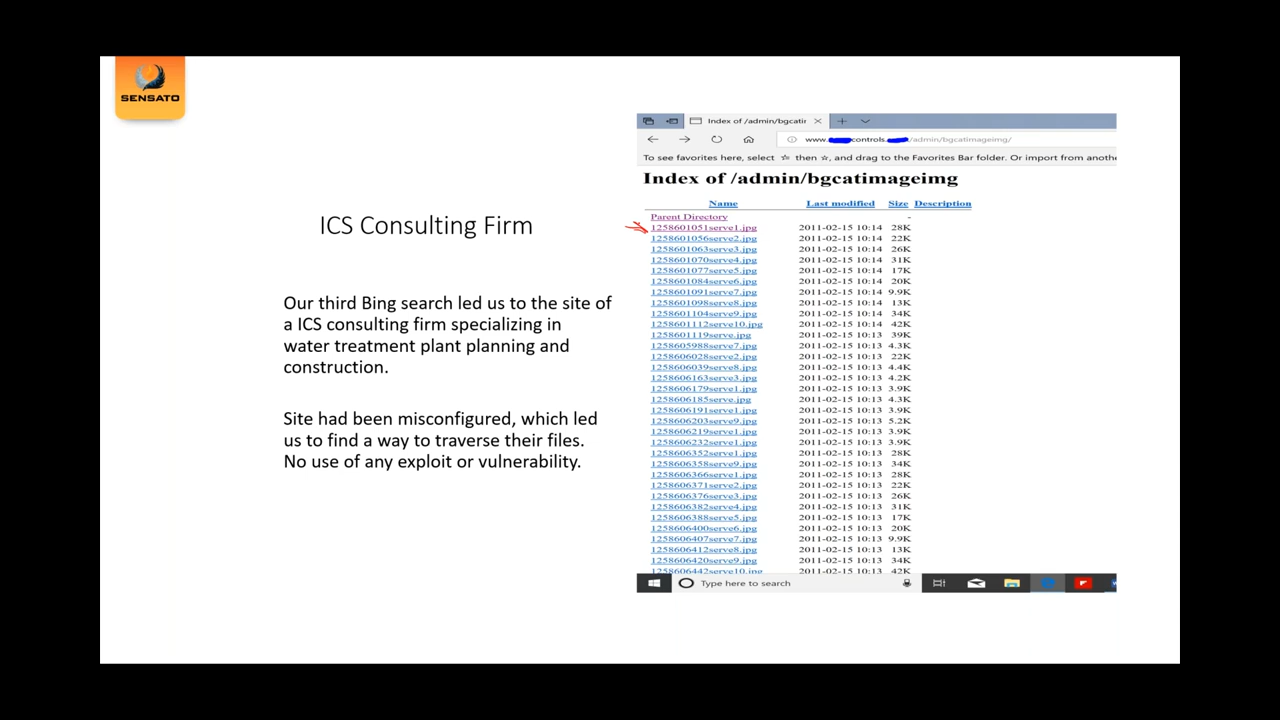 SENSATO
ICS Consulting Firm
Our third Bing search led us to the site of
a ICS consulting firm specializing in
water treatment plant planning and
construction.
Site had been misconfigured, which led
us to find a way to traverse their files.
No use of any exploit or vulnerability.
Index of /admin/bgcatir
www. controls. /admin/bgcatimageimg/
To see favorites here, select ☆ then ☆, and drag to the Favorites Bar folder. Or import from anothe
Index of /admin/bgcatimageimg
Name Last modified Size Description
Parent Directory -
1258601051serve1.jpg 2011-02-15 10:14 28K
1258601056serve2.jpg 2011-02-15 10:14 22K
1258601063serve3.jpg 2011-02-15 10:14 26K
1258601070serve4.jpg 2011-02-15 10:14 31K
1258601077serve5.jpg 2011-02-15 10:14 17K
1258601084serve6.jpg 2011-02-15 10:14 20K
1258601091serve7.jpg 2011-02-15 10:14 9.9K
1258601098serve8.jpg 2011-02-15 10:14 13K
1258601104serve9.jpg 2011-02-15 10:14 34K
1258601112serve10.jpg 2011-02-15 10:14 42K
1258601119serve.jpg 2011-02-15 10:13 39K
1258605988serve7.jpg 2011-02-15 10:13 4.3K
1258606028serve2.jpg 2011-02-15 10:13 22K
1258606039serve8.jpg 2011-02-15 10:13 4.4K
1258606163serve3.jpg 2011-02-15 10:13 4.2K
1258606179serve1.jpg 2011-02-15 10:13 3.9K
1258606185serve.jpg 2011-02-15 10:13 4.3K
1258606191serve1.jpg 2011-02-15 10:13 3.9K
1258606203serve9.jpg 2011-02-15 10:13 5.2K
1258606219serve1.jpg 2011-02-15 10:13 3.9K
1258606232serve1.jpg 2011-02-15 10:13 3.9K
1258606352serve1.jpg 2011-02-15 10:13 28K
1258606358serve9.jpg 2011-02-15 10:13 34K
1258606366serve1.jpg 2011-02-15 10:13 28K
1258606371serve2.jpg 2011-02-15 10:13 22K
1258606376serve3.jpg 2011-02-15 10:13 26K
1258606382serve4.jpg 2011-02-15 10:13 31K
1258606388serve5.jpg 2011-02-15 10:13 17K
1258606400serve6.jpg 2011-02-15 10:13 20K
1258606407serve7.jpg 2011-02-15 10:13 9.9K
1258606412serve8.jpg 2011-02-15 10:13 13K
1258606420serve9.jpg 2011-02-15 10:13 34K
1258606442serve10.jpg 2011-02-15 10:13 42K
Type here to search